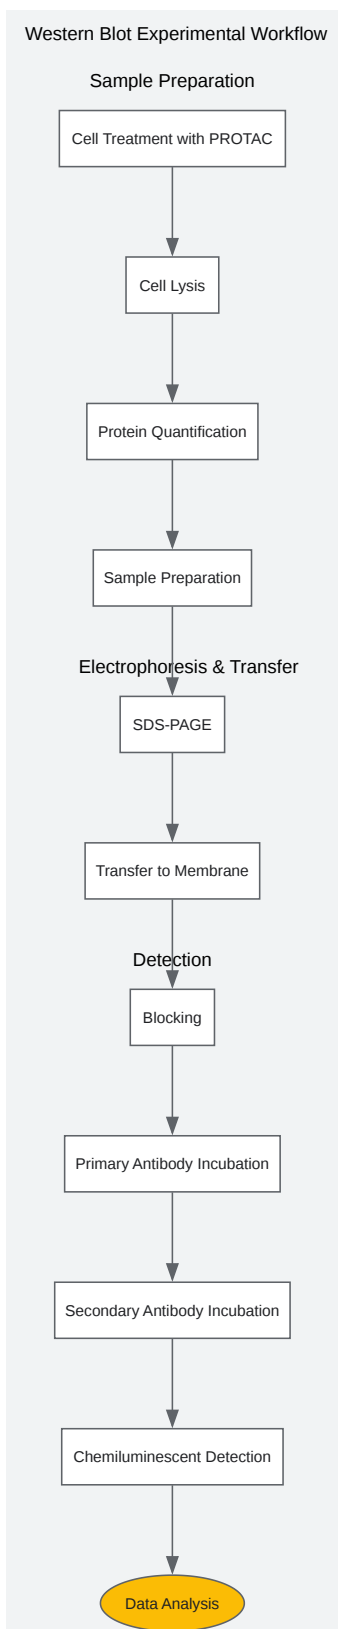 Western Blot Experimental Workflow
Sample Preparation
Cell Treatment with PROTAC
Cell Lysis
Protein Quantification
Sample Preparation
Electrophoresis & Transfer
SDS-PAGE
Transfer to Membrane
Detection
Blocking
Primary Antibody Incubation
Secondary Antibody Incubation
Chemiluminescent Detection
Data Analysis